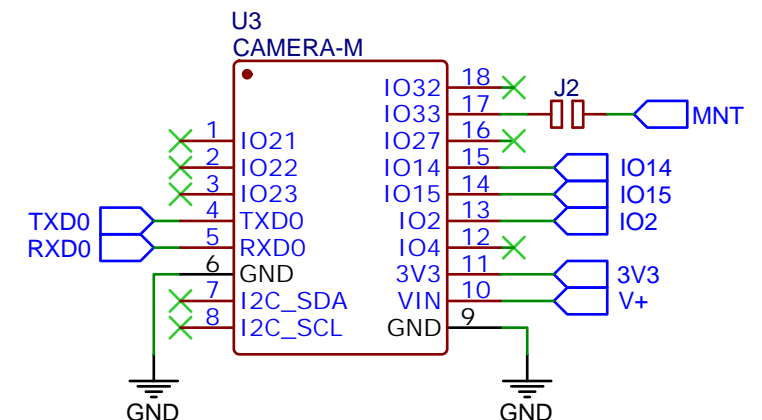 U3
CAMERA-M
IO32 18
J2
IO33 17
MNT
1 IO21
IO27 16
2 IO22
IO14 15
IO14
3 IO23
IO15 14
IO15
TXD0
4 TXD0
IO2 13
IO2
RXD0
5 RXD0
IO4 12
6 GND
3V3 11
3V3
7 I2C_SDA
VIN 10
V+
8 I2C_SCL
GND 9
GND
GND